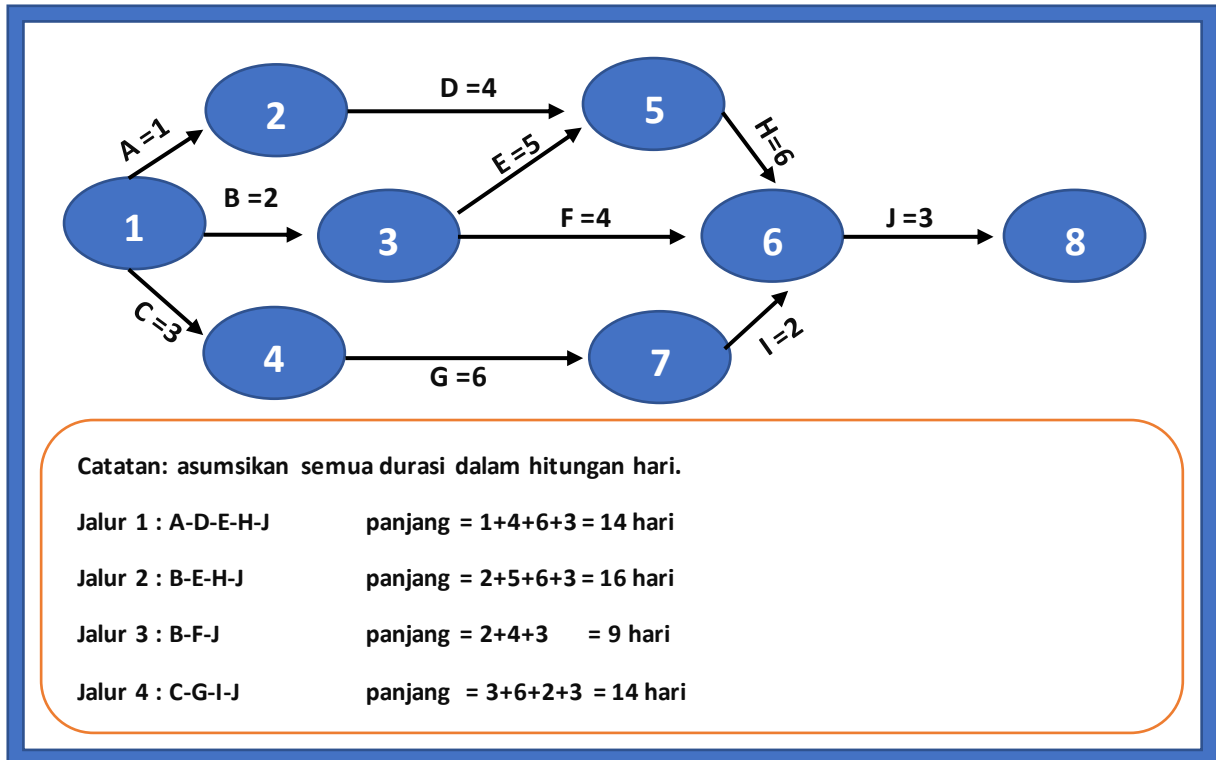 D =4
2
5
A =1
E =5
H=6
B =2
F =4
J =3
1
3
6
8
C =3
I =2
4
7
G =6
Catatan: asumsikan semua durasi dalam hitungan hari.
Jalur 1 : A-D-E-H-J panjang = 1+4+6+3 = 14 hari
Jalur 2 : B-E-H-J panjang = 2+5+6+3 = 16 hari
Jalur 3 : B-F-J panjang = 2+4+3 = 9 hari
Jalur 4 : C-G-I-J panjang = 3+6+2+3 = 14 hari